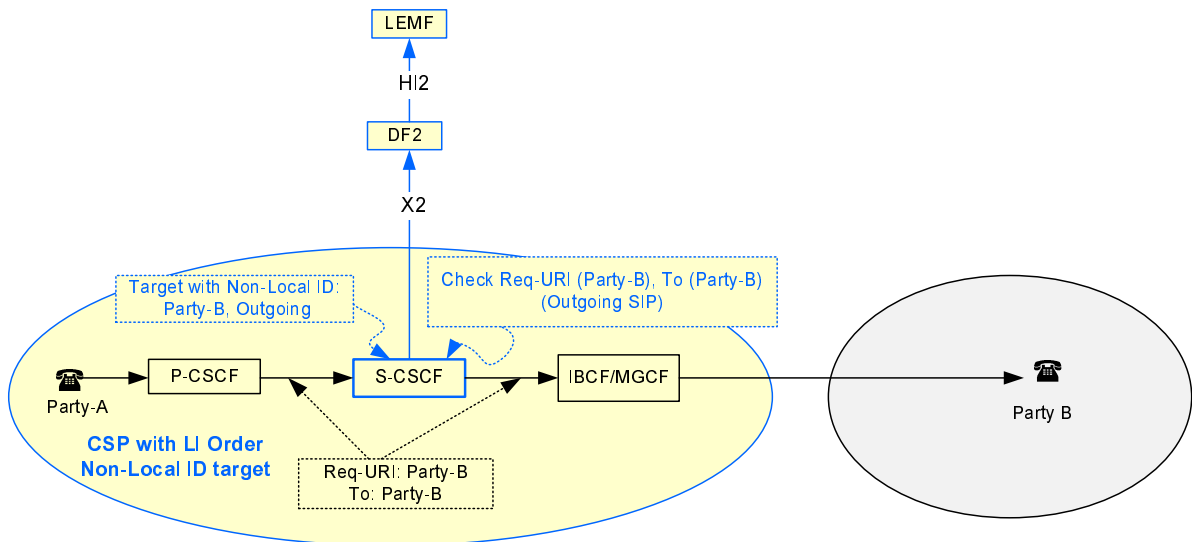 LEMF
HI2
DF2
X2
Target with Non-Local ID:
Party-B, Outgoing
Check Req-URI (Party-B), To (Party-B)
(Outgoing SIP)
P-CSCF
S-CSCF
IBCF/MGCF
Party-A
Party B
CSP with LI Order
Non-Local ID target
Req-URI: Party-B
To: Party-B